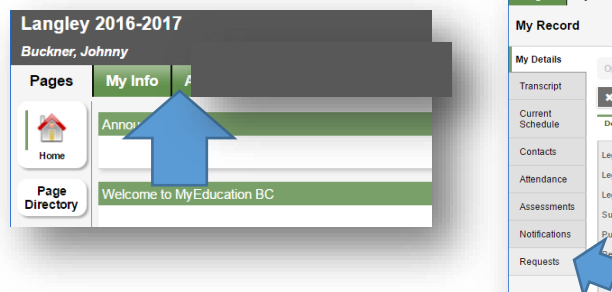 Langley 2016-2017
Buckner, Johnny
Pages
My Info
Home
Page
Directory
Welcome to MyEducation BC
My Record
My Details
Transcript
Current
Schedule
Contacts
Attendance
Assessments
Notifications
Requests